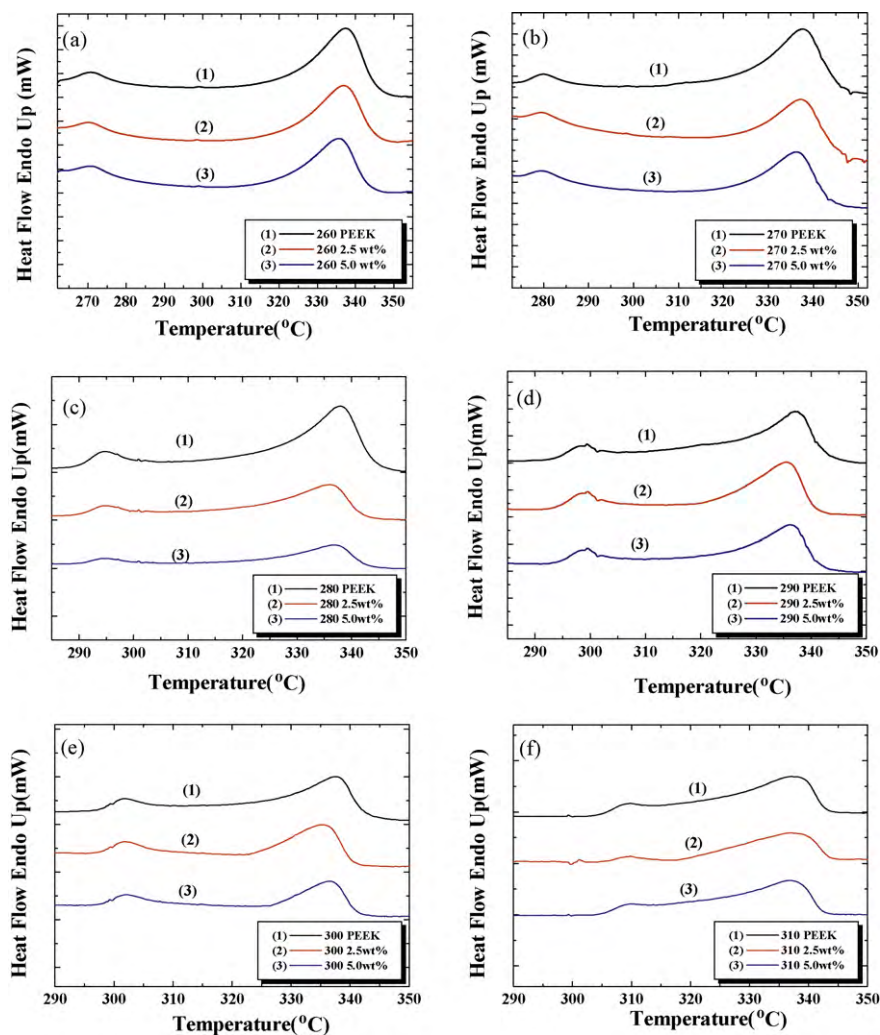 (a)
Heat Flow Endo Up (mW)
(1)
(2)
(3)
(1) 260 PEEK
(2) 260 2.5 wt%
(3) 260 5.0 wt%
270 280 290 300 310 320 330 340 350
Temperature(°C)
(b)
Heat Flow Endo Up (mW)
(1)
(2)
(3)
(1) 270 PEEK
(2) 270 2.5 wt%
(3) 270 5.0 wt%
280 290 300 310 320 330 340 350
Temperature(°C)
(c)
Heat Flow Endo Up(mW)
(1)
(2)
(3)
(1) 280 PEEK
(2) 280 2.5wt%
(3) 280 5.0wt%
290 300 310 320 330 340 350
Temperature(°C)
(d)
Heat Flow Endo Up(mW)
(1)
(2)
(3)
(1) 290 PEEK
(2) 290 2.5wt%
(3) 290 5.0wt%
290 300 310 320 330 340 350
Temperature(°C)
(e)
Heat Flow Endo Up(mW)
(1)
(2)
(3)
(1) 300 PEEK
(2) 300 2.5wt%
(3) 300 5.0wt%
290 300 310 320 330 340 350
Temperature(°C)
(f)
Heat Flow Endo Up(mW)
(1)
(2)
(3)
(1) 310 PEEK
(2) 310 2.5wt%
(3) 310 5.0wt%
290 300 310 320 330 340 350
Temperature(°C)